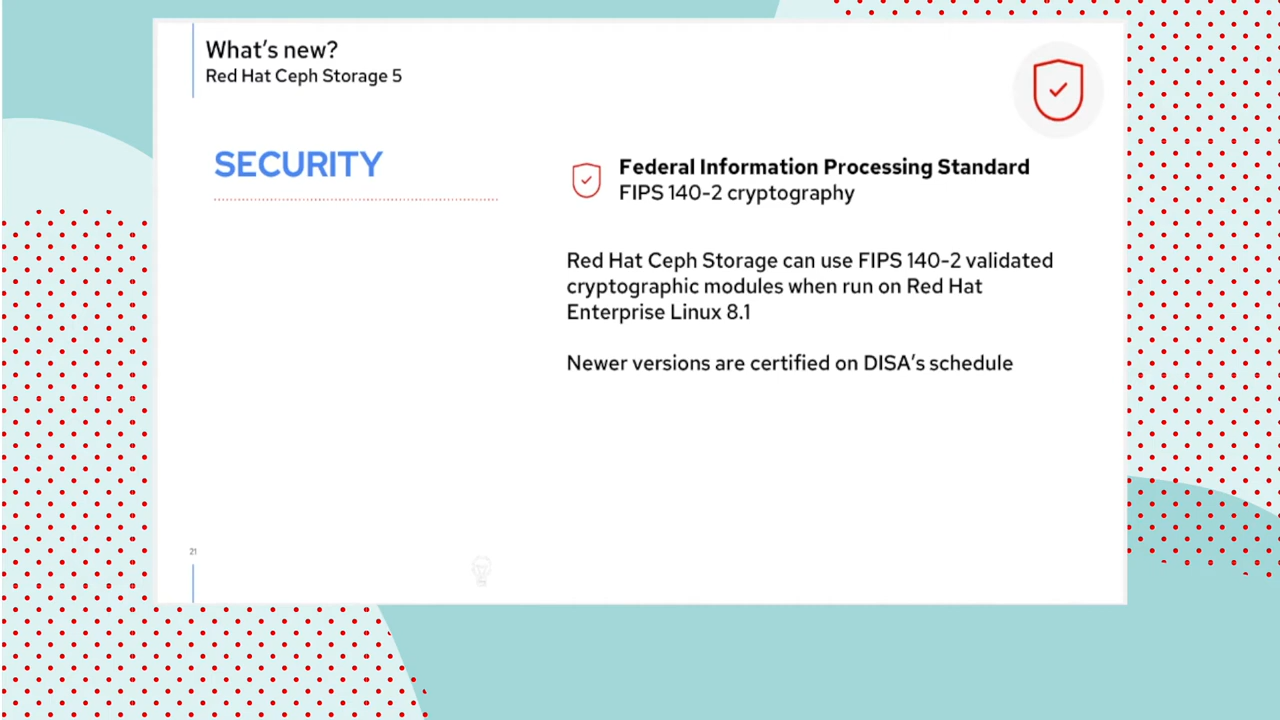 What's new?
Red Hat Ceph Storage 5
SECURITY
Federal Information Processing Standard
FIPS 140-2 cryptography
Red Hat Ceph Storage can use FIPS 140-2 validated
cryptographic modules when run on Red Hat
Enterprise Linux 8.1
Newer versions are certified on DISA's schedule
21